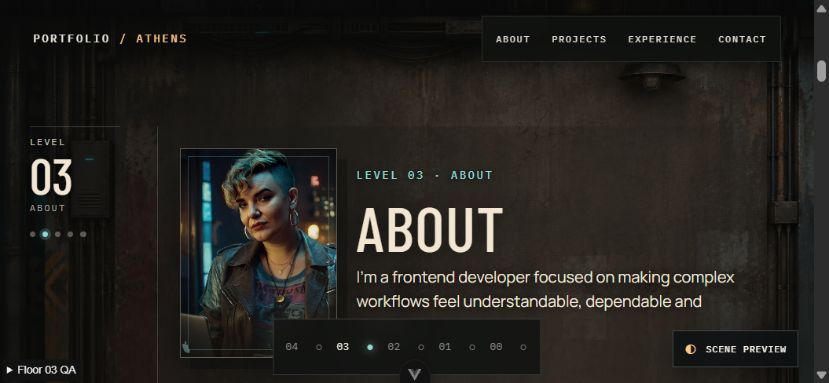 PORTFOLIO / ATHENS
ABOUT PROJECTS EXPERIENCE CONTACT
LEVEL
03
ABOUT
LEVEL 03 · ABOUT
ABOUT
I'm a frontend developer focused on making complex
workflows feel understandable, dependable and
04 03 02 01 00
SCENE PREVIEW
Floor 03 QA